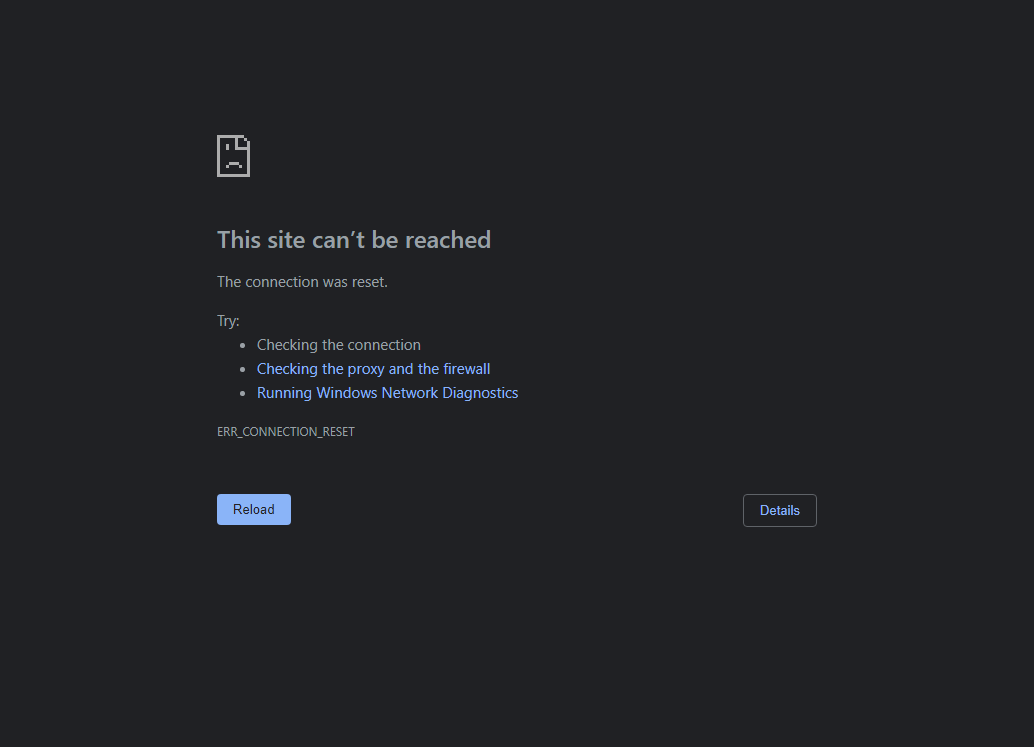 This site can’t be reached
The connection was reset.
Try:
• Checking the connection
• Checking the proxy and the firewall
• Running Windows Network Diagnostics
ERR_CONNECTION_RESET
Reload
Details